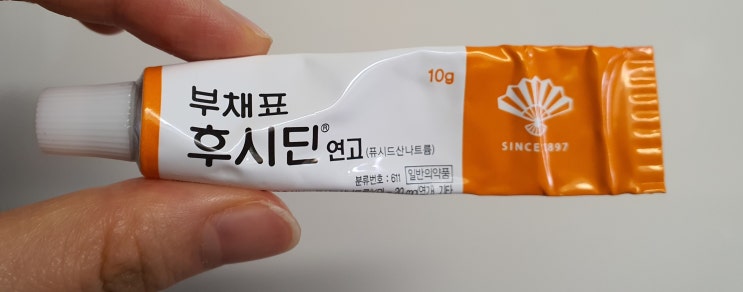 10g
부채표
후시딘® 연고 (퓨시드산나트륨)
분류번호 : 611 일반의약품
SINCE 1897